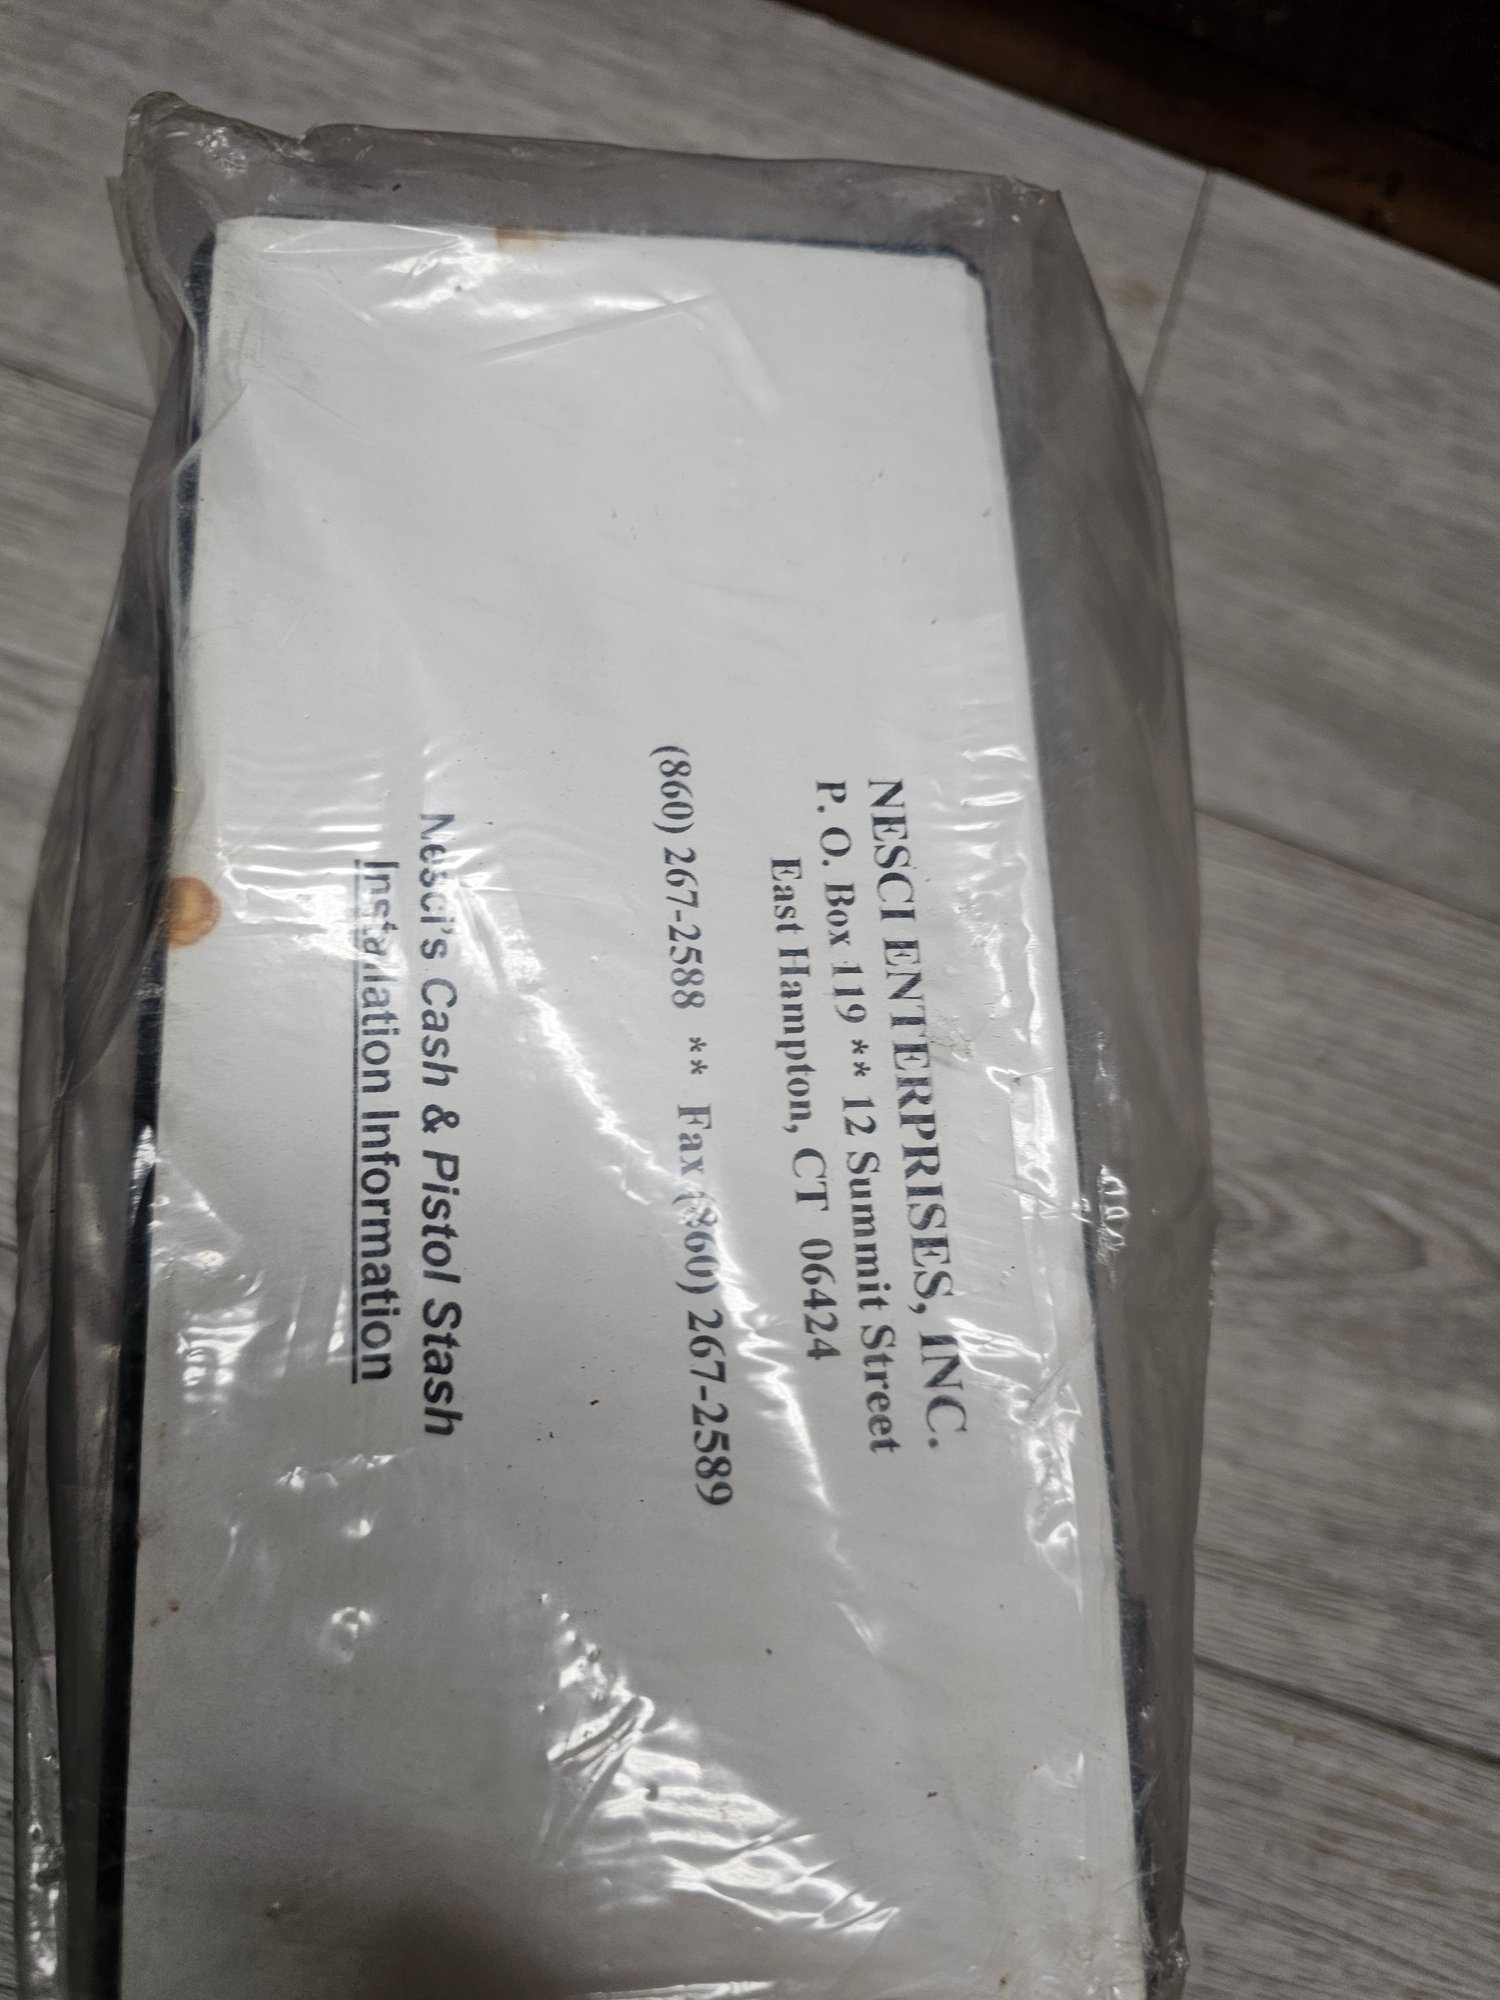 NESCI ENTERPRISES, INC.
P. O. Box 119 ** 12 Summit Street
East Hampton, CT 06424
(860) 267-2588 ** Fax (860) 267-2589
Nesci's Cash & Pistol Stash
Installation Information